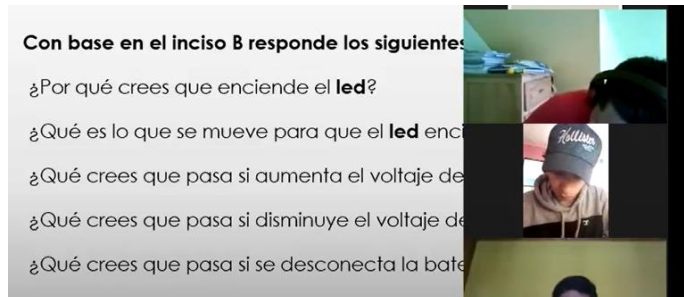 Con base en el inciso B responde los siguientes
¿Por qué crees que enciende el led?
¿Qué es lo que se mueve para que el led enci
¿Qué crees que pasa si aumenta el voltaje de
¿Qué crees que pasa si disminuye el voltaje de
¿Qué crees que pasa si se desconecta la bate
Hollister